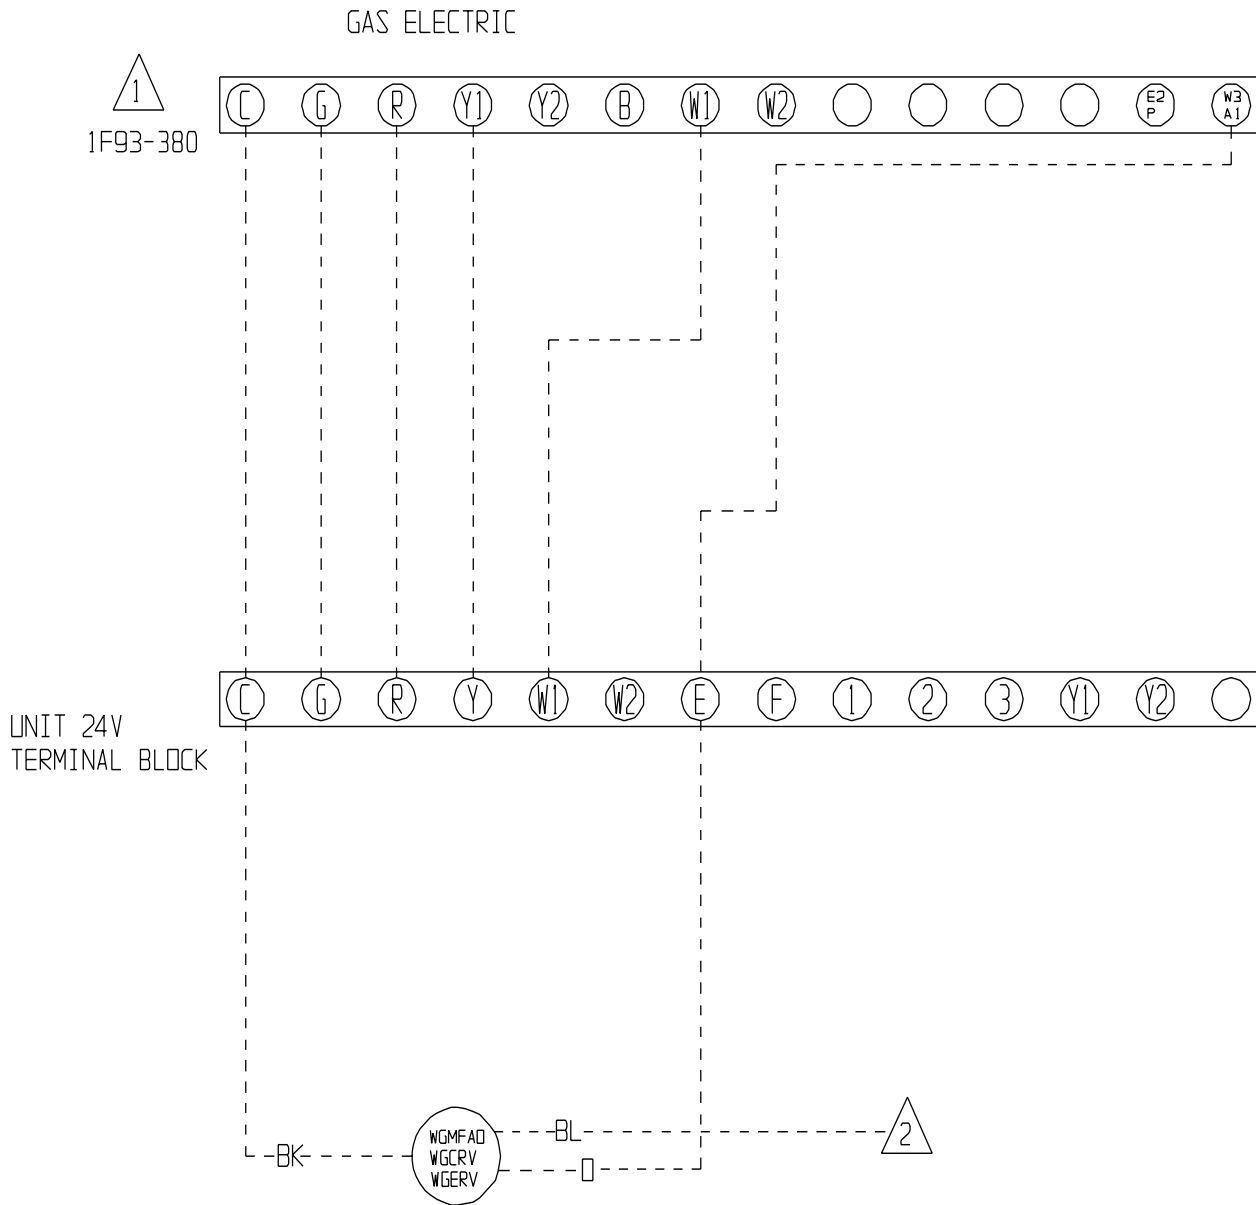 GAS ELECTRIC
1
1F93-380
C G R Y1 Y2 B W1 W2 E2 P W3 A1
UNIT 24V
TERMINAL BLOCK
C G R Y W1 W2 E F 1 2 3 Y1 Y2
WGMFAD
WGCRV
WGERV
BK
BL
O
2